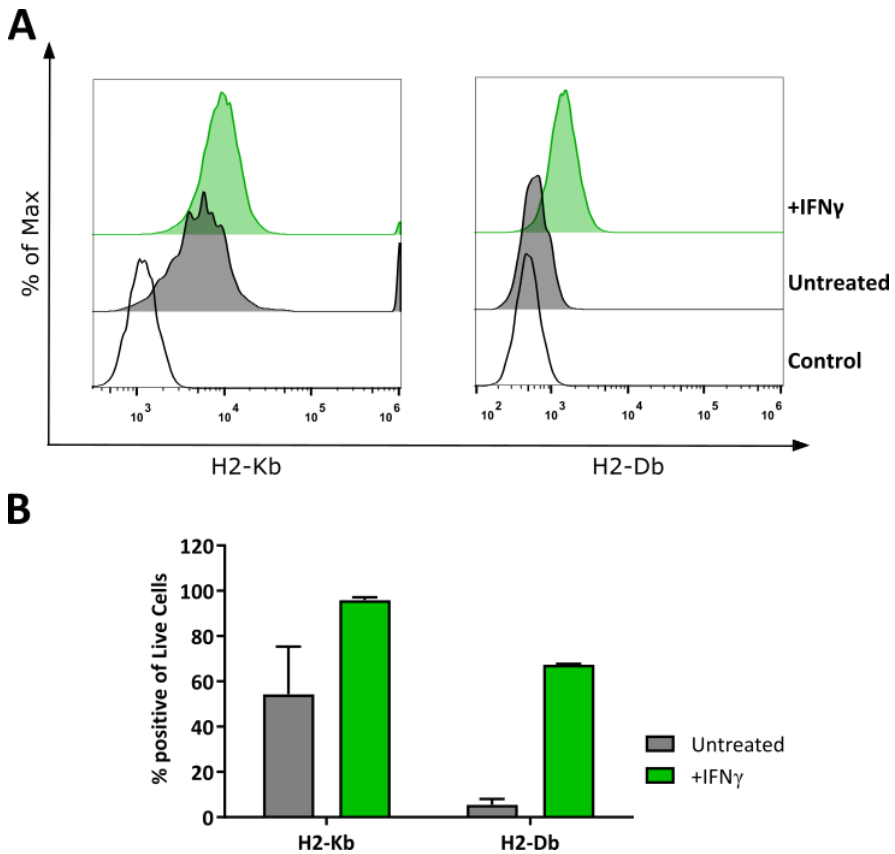 A
% of Max
+IFNγ
Untreated
Control
10³ 10⁴ 10⁵ 10⁶
10² 10³ 10⁴ 10⁵ 10⁶
H2-Kb H2-Db
B
% positive of Live Cells
120
100
80
60
40
20
0
Untreated
+IFNγ
H2-Kb H2-Db